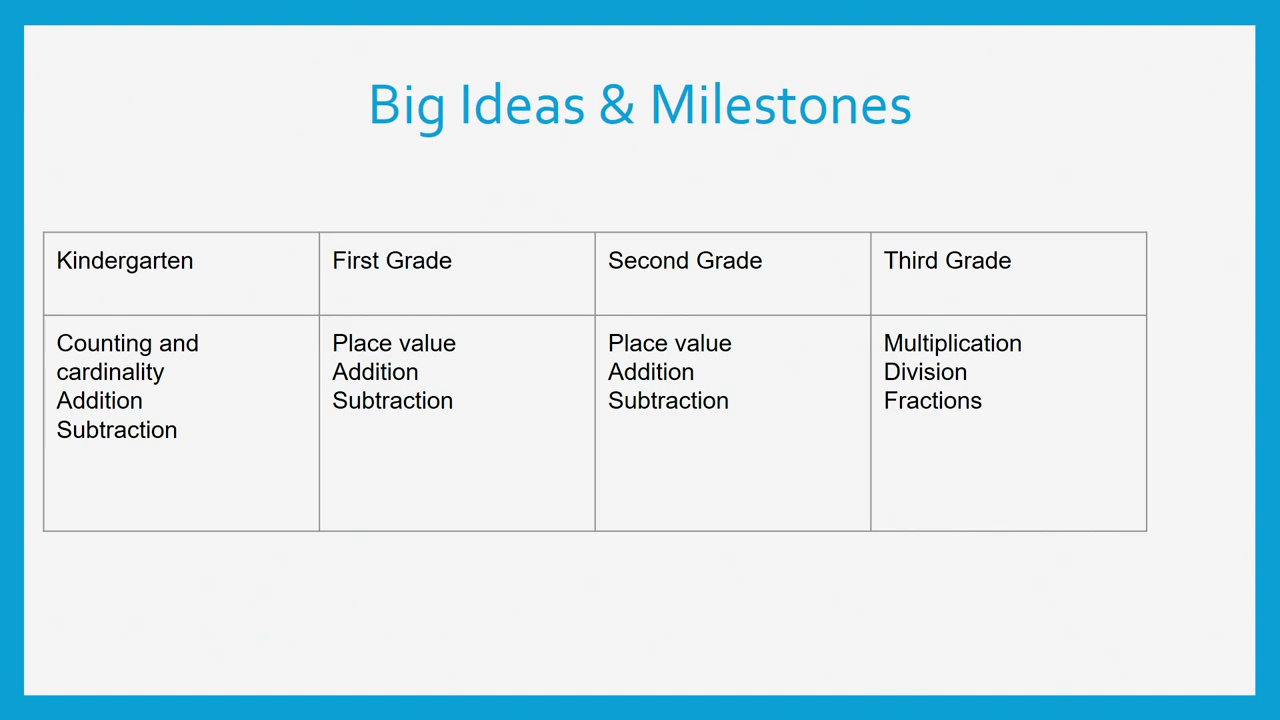 Big Ideas & Milestones
Kindergarten
First Grade
Second Grade
Third Grade
Counting and
cardinality
Addition
Subtraction
Place value
Addition
Subtraction
Place value
Addition
Subtraction
Multiplication
Division
Fractions